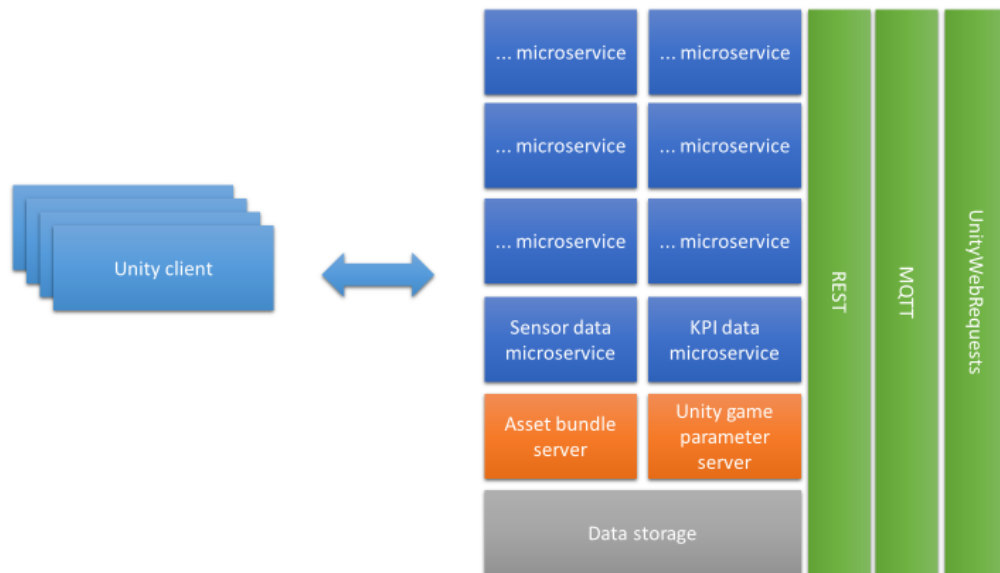 ... microservice
... microservice
... microservice
... microservice
... microservice
... microservice
Unity client
Sensor data
microservice
KPI data
microservice
Asset bundle
server
Unity game
parameter
server
Data storage
REST
MQTT
UnityWebRequests